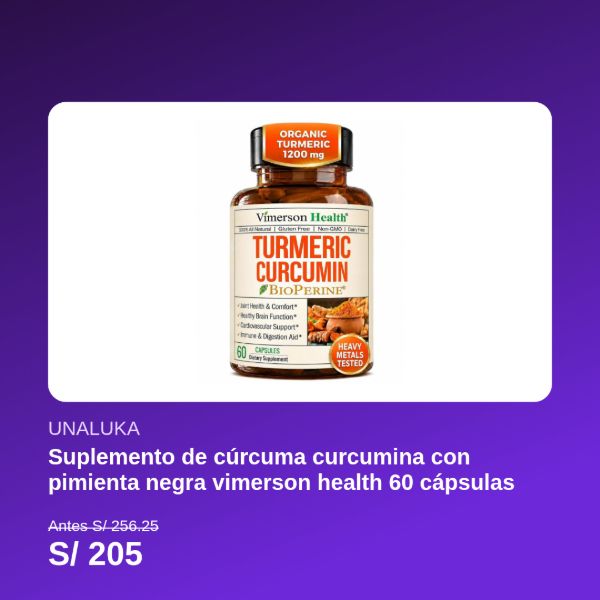 ORGANIC
TURMERIC
1200 mg
Vimerson Health®
100% All Natural | Gluten Free | Non-GMO | Dairy Free
TURMERIC
CURCUMIN
BIOPERINE®
Joint Health & Comfort*
Healthy Brain Function*
Cardiovascular Support*
Immune & Digestion Aid*
60 CAPSULES
Dietary Supplement
HEAVY
METALS
TESTED
UNALUKA
Suplemento de cúrcuma curcumina con
pimienta negra vimerson health 60 cápsulas
Antes S/ 256.25
S/ 205